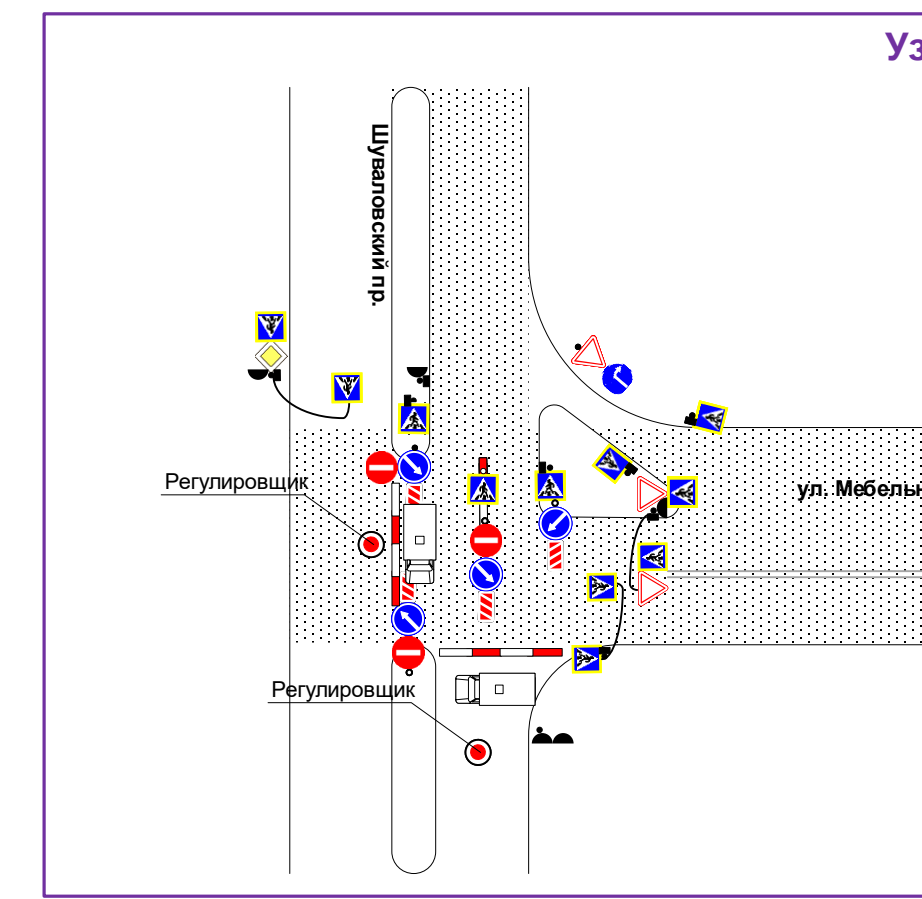 Уз
Шуваловский пр.
Регулировщик
ул. Мебельн
Регулировщик